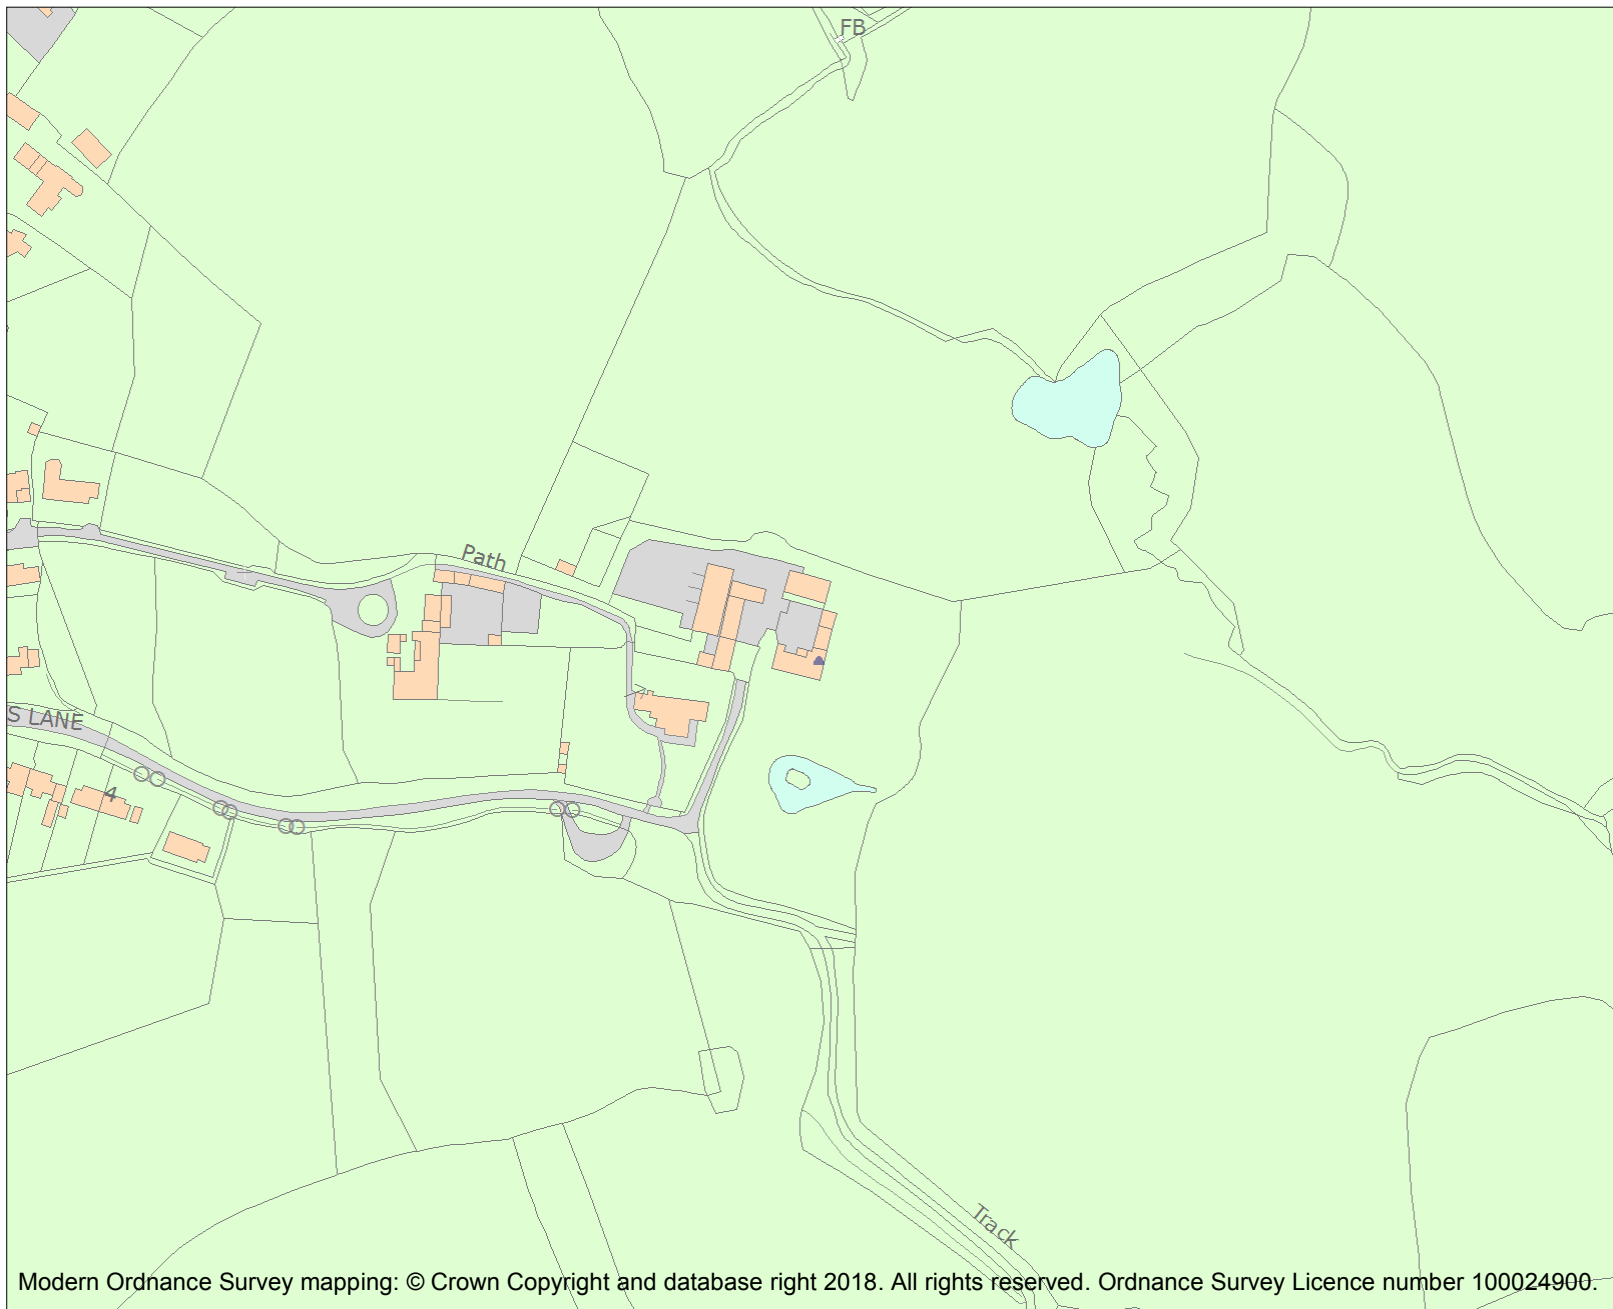 FB
Path
7
S LANE
4
Track
Modern Ordnance Survey mapping: © Crown Copyright and database right 2018. All rights reserved. Ordnance Survey Licence number 100024900.